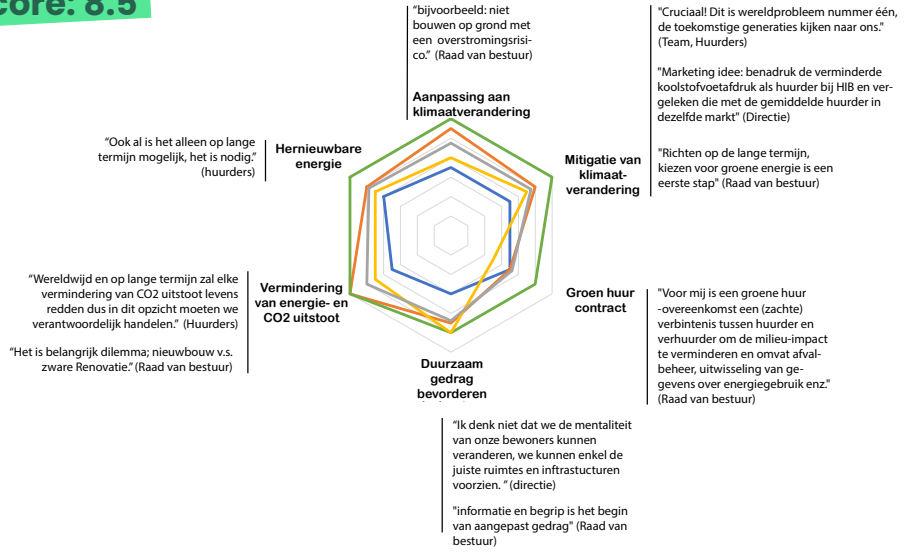 core: 8.5
"bijvoorbeeld: niet
bouwen op grond met
een overstromingsrisi-
co." (Raad van bestuur)
"Cruciaal! Dit is wereldprobleem nummer één,
de toekomstige generaties kijken naar ons."
(Team, Huurders)
"Marketing idee: benadruk de verminderde
koolstofvoetafdruk als huurder bij HIB en ver-
geleken die met de gemiddelde huurder in
dezelfde markt" (Directie)
"Richten op de lange termijn,
kiezen voor groene energie is een
eerste stap" (Raad van bestuur)
Aanpassing aan
klimaatverandering
"Ook al is het alleen op lange
termijn mogelijk, het is nodig."
(huurders)
Hernieuwbare
energie
Mitigatie van
klimaat-
verandering
"Wereldwijd en op lange termijn zal elke
vermindering van CO2 uitstoot levens
redden dus in dit opzicht moeten we
verantwoordelijk handelen." (Huurders)
"Het is belangrijk dilemma; nieuwbouw v.s.
zware Renovatie." (Raad van bestuur)
Vermindering
van energie- en
CO2 uitstoot
Groen huur
contract
"Voor mij is een groene huur
-overeenkomst een (zachte)
verbintenis tussen huurder en
verhuurder om de milieu-impact
te verminderen en omvat afval-
beheer, uitwisseling van ge-
gevens over energiegebruik enz."
(Raad van bestuur)
Duurzaam
gedrag
bevorderen
"Ik denk niet dat we de mentaliteit
van onze bewoners kunnen
veranderen, we kunnen enkel de
juiste ruimtes en inftrastucturen
voorzien. " (directie)
"informatie en begrip is het begin
van aangepast gedrag" (Raad van
bestuur)